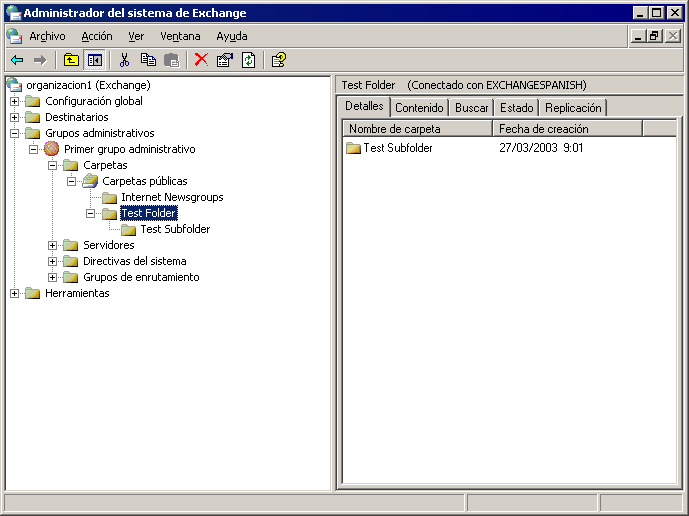 Administrador del sistema de Exchange
Archivo Acción Ver Ventana Ayuda
organizacion1 (Exchange)
Configuración global
Destinatarios
Grupos administrativos
Primer grupo administrativo
Carpetas
Carpetas públicas
Internet Newsgroups
Test Folder
Test Subfolder
Servidores
Directivas del sistema
Grupos de enrutamiento
Herramientas
Test Folder (Conectado con EXCHANGESPANISH)
Detalles Contenido Buscar Estado Replicación
Nombre de carpeta Fecha de creación
Test Subfolder 27/03/2003 9:01